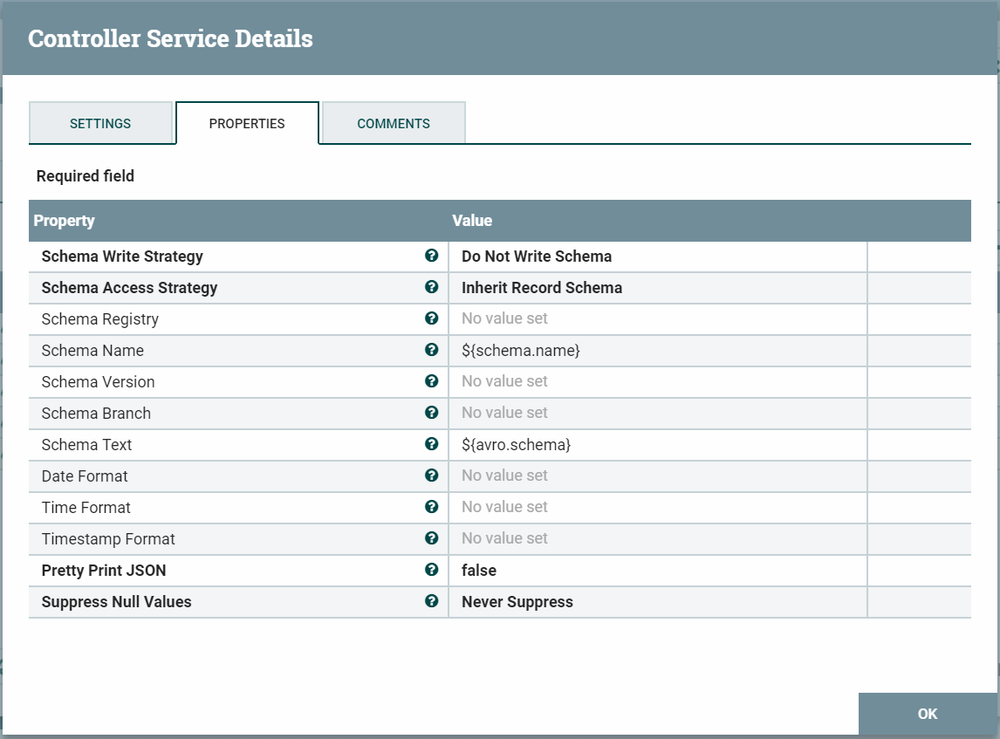 Controller Service Details
SETTINGS PROPERTIES COMMENTS
Required field
Property Value
Schema Write Strategy Do Not Write Schema
Schema Access Strategy Inherit Record Schema
Schema Registry No value set
Schema Name ${schema.name}
Schema Version No value set
Schema Branch No value set
Schema Text ${avro.schema}
Date Format No value set
Time Format No value set
Timestamp Format No value set
Pretty Print JSON false
Suppress Null Values Never Suppress
OK